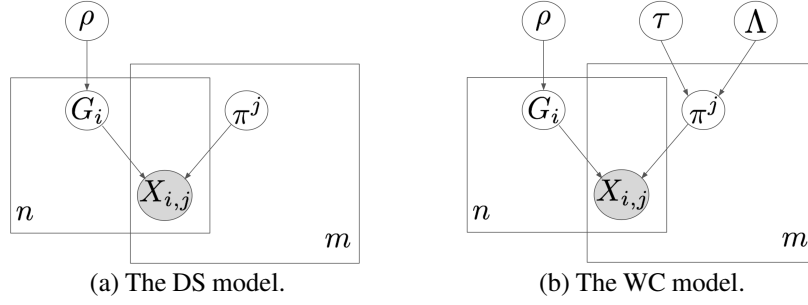 ρ
G_i
π^j
X_{i,j}
n
m
(a) The DS model.
ρ
τ
Λ
G_i
π^j
X_{i,j}
n
m
(b) The WC model.